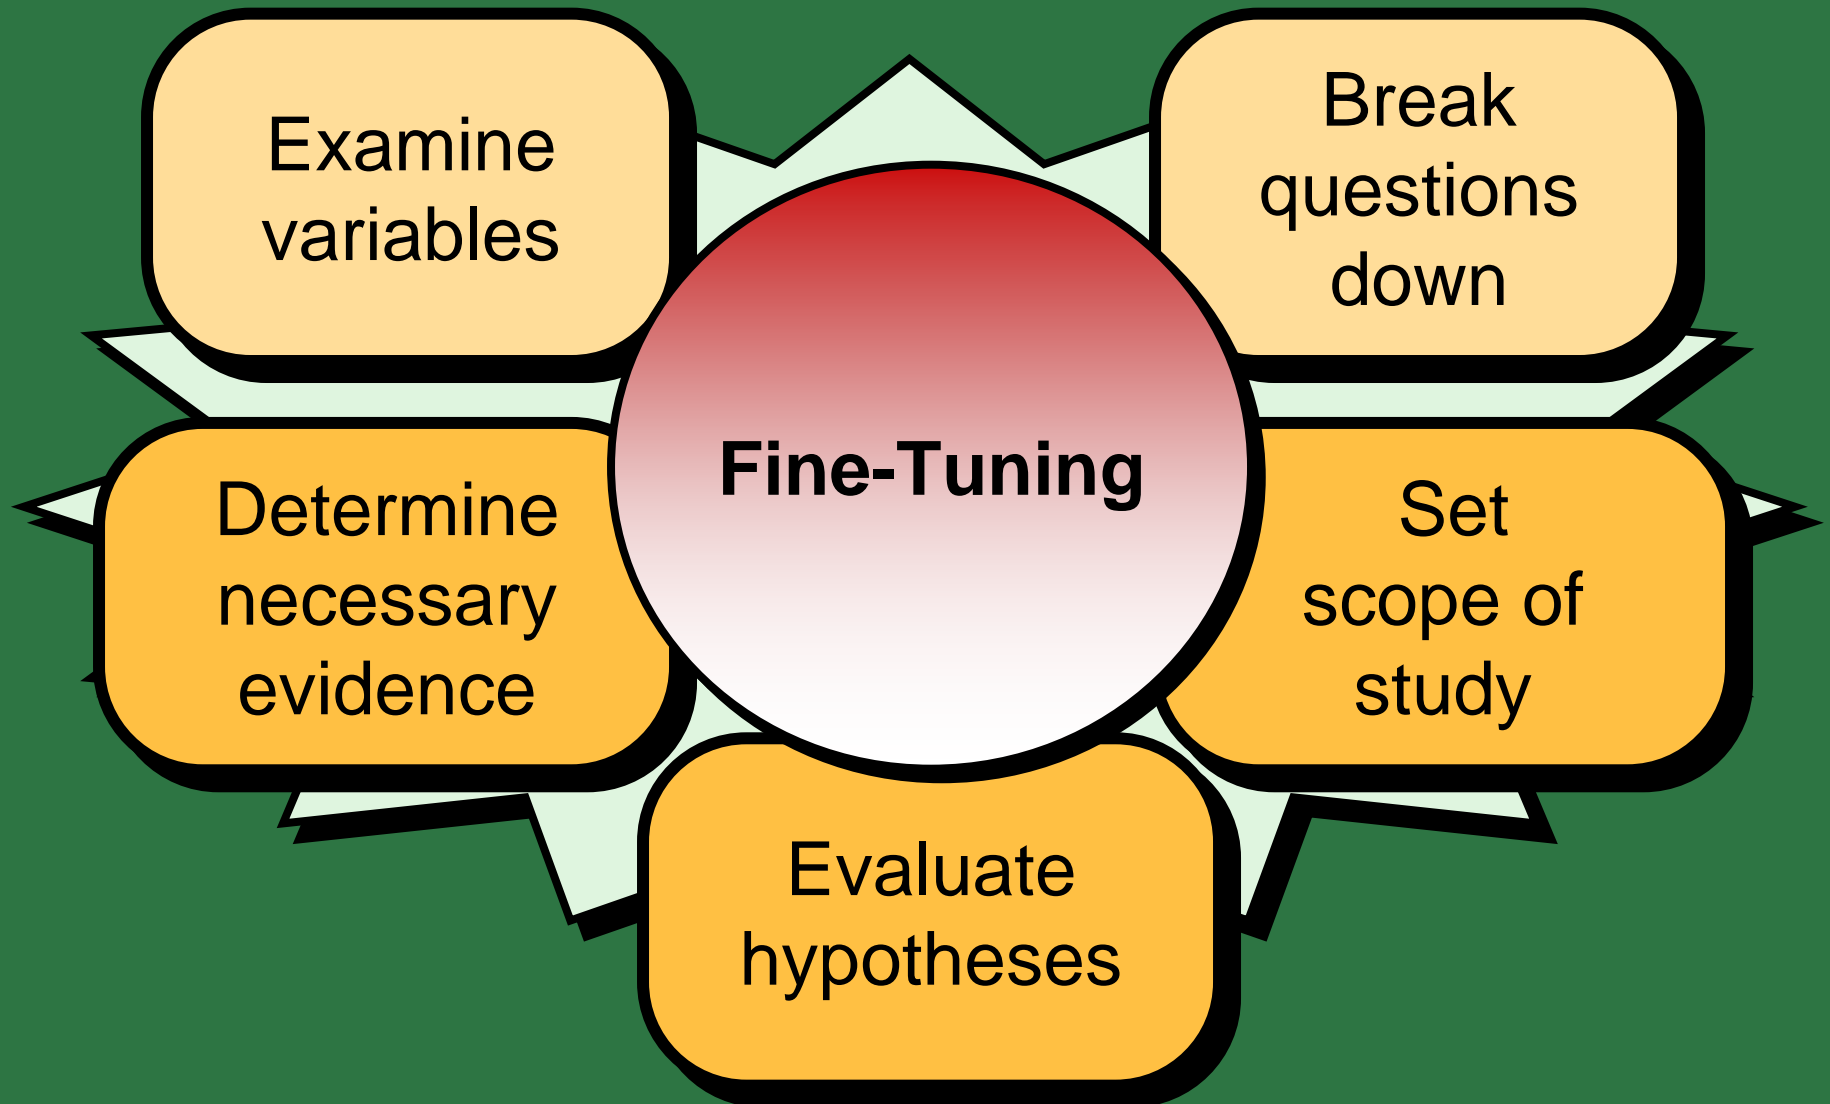 Examine
variables
Break
questions
down
Fine-Tuning
Determine
necessary
evidence
Set
scope of
study
Evaluate
hypotheses